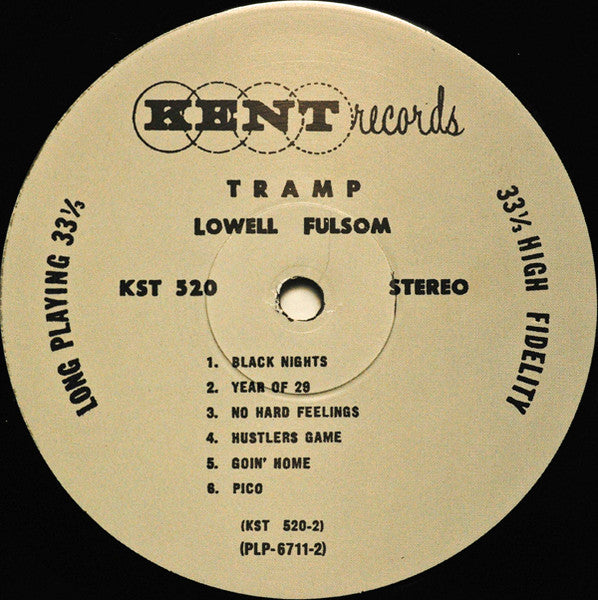 KENT records
TRAMP
LOWELL FULSOM
KST 520 STEREO
LONG PLAYING 33⅓
33⅓ HIGH FIDELITY
1. BLACK NIGHTS
2. YEAR OF 29
3. NO HARD FEELINGS
4. HUSTLERS GAME
5. GOIN' HOME
6. PICO
(KST 520-2)
(PLP-6711-2)